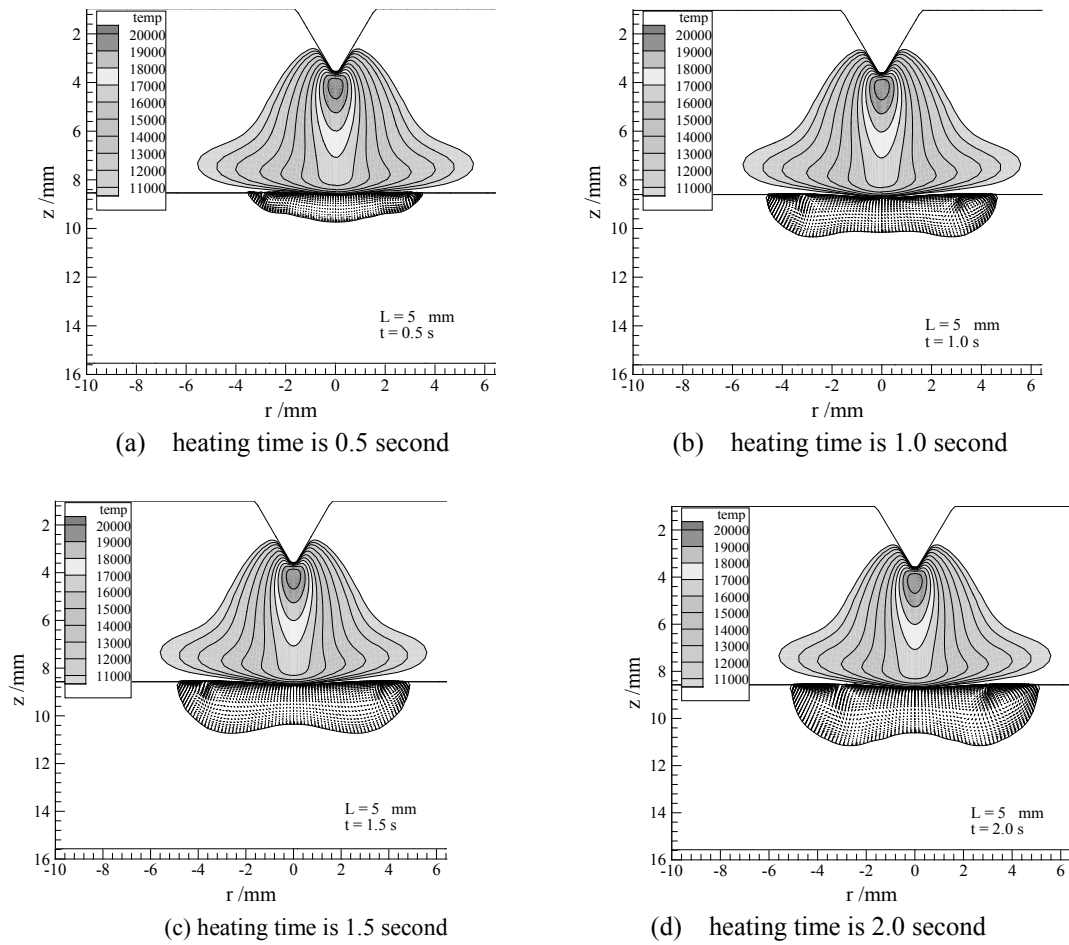 temp
20000
19000
18000
17000
16000
15000
14000
13000
12000
11000
4
6
8
10
12
14
16
z /mm
L = 5 mm
t = 0.5 s
-10 -8 -6 -4 -2 0 2 4 6
r /mm
(a) heating time is 0.5 second
temp
20000
19000
18000
17000
16000
15000
14000
13000
12000
11000
2
4
6
8
10
12
14
16
z /mm
L = 5 mm
t = 1.0 s
-10 -8 -6 -4 -2 0 2 4 6
r /mm
(b) heating time is 1.0 second
temp
20000
19000
18000
17000
16000
15000
14000
13000
12000
11000
2
4
6
8
10
12
14
16
z /mm
L = 5 mm
t = 1.5 s
-10 -8 -6 -4 -2 0 2 4 6
r /mm
(c) heating time is 1.5 second
temp
20000
19000
18000
17000
16000
15000
14000
13000
12000
11000
2
4
6
8
10
12
14
16
z /mm
L = 5 mm
t = 2.0 s
-10 -8 -6 -4 -2 0 2 4 6
r /mm
(d) heating time is 2.0 second